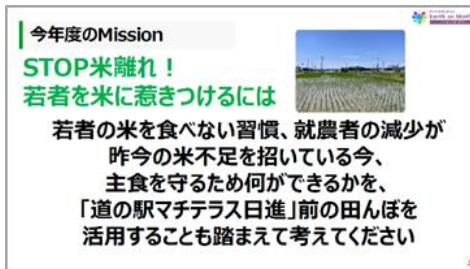 今年度のMission
STOP米離れ！
若者を米に惹きつけるには
若者の米を食べない習慣、就農者の減少が
昨今の米不足を招いている今、
主食を守るため何ができるかを、
「道の駅マチテラス日進」前の田んぼを
活用することも踏まえて考えてください